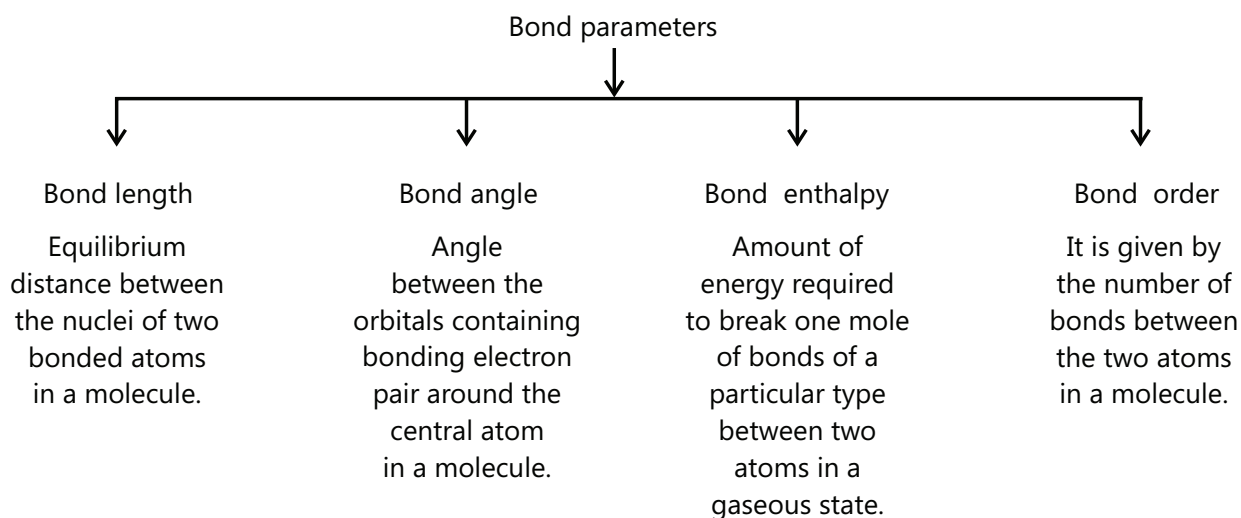 Bond parameters
Bond length
Equilibrium
distance between
the nuclei of two
bonded atoms
in a molecule.
Bond angle
Angle
between the
orbitals containing
bonding electron
pair around the
central atom
in a molecule.
Bond enthalpy
Amount of
energy required
to break one mole
of bonds of a
particular type
between two
atoms in a
gaseous state.
Bond order
It is given by
the number of
bonds between
the two atoms
in a molecule.